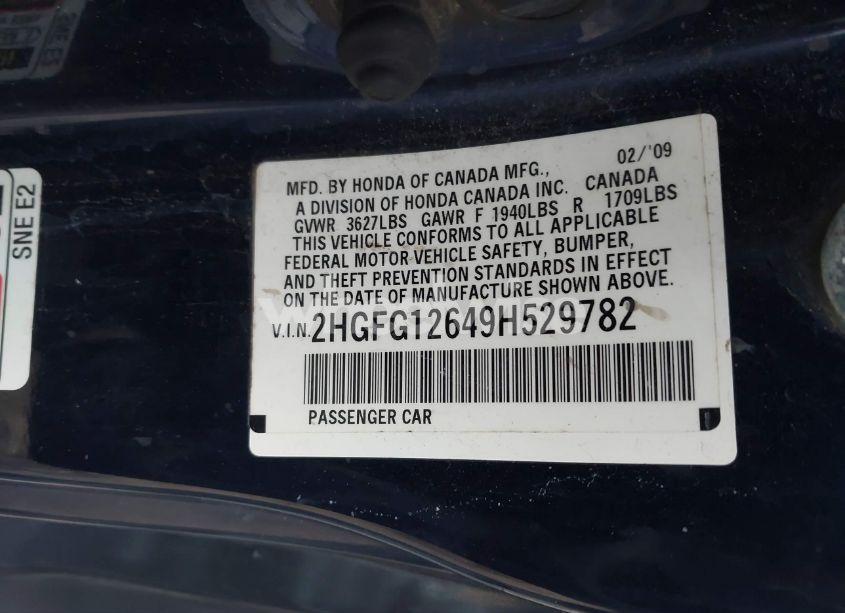 SNE E2
02/'09
MFD. BY HONDA OF CANADA MFG.,
A DIVISION OF HONDA CANADA INC. CANADA
GVWR 3627LBS GAWR F 1940LBS R 1709LBS
THIS VEHICLE CONFORMS TO ALL APPLICABLE
FEDERAL MOTOR VEHICLE SAFETY, BUMPER,
AND THEFT PREVENTION STANDARDS IN EFFECT
ON THE DATE OF MANUFACTURE SHOWN ABOVE.
V.I.N. 2HGFG12649H529782
PASSENGER CAR